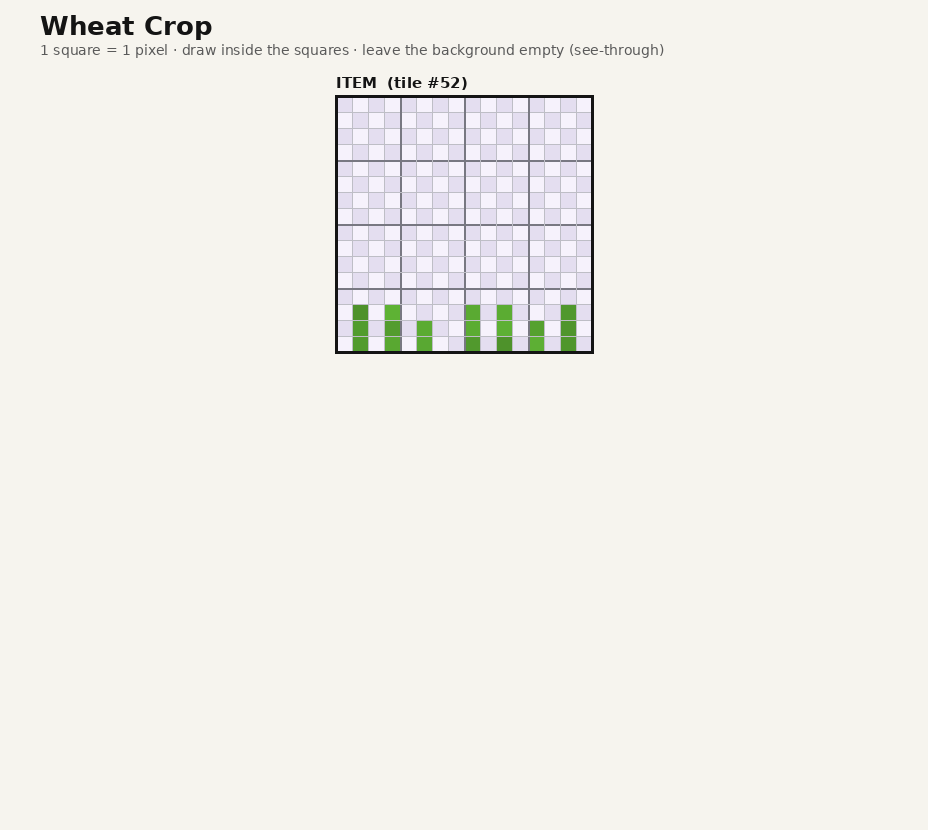 Wheat Crop
1 square = 1 pixel · draw inside the squares · leave the background empty (see-through)
ITEM (tile #52)